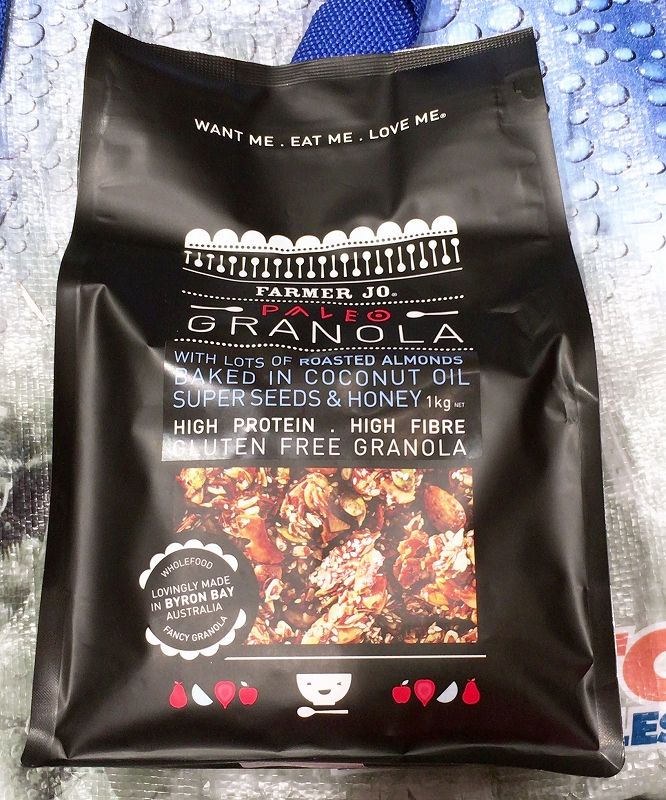 WANT ME . EAT ME . LOVE ME®
FARMER JO®
PALEO
GRANOLA
WITH LOTS OF ROASTED ALMONDS
BAKED IN COCONUT OIL
SUPER SEEDS & HONEY 1kg NET
HIGH PROTEIN . HIGH FIBRE
GLUTEN FREE GRANOLA
WHOLEFOOD
LOVINGLY MADE
IN BYRON BAY
AUSTRALIA
FANCY GRANOLA
LES